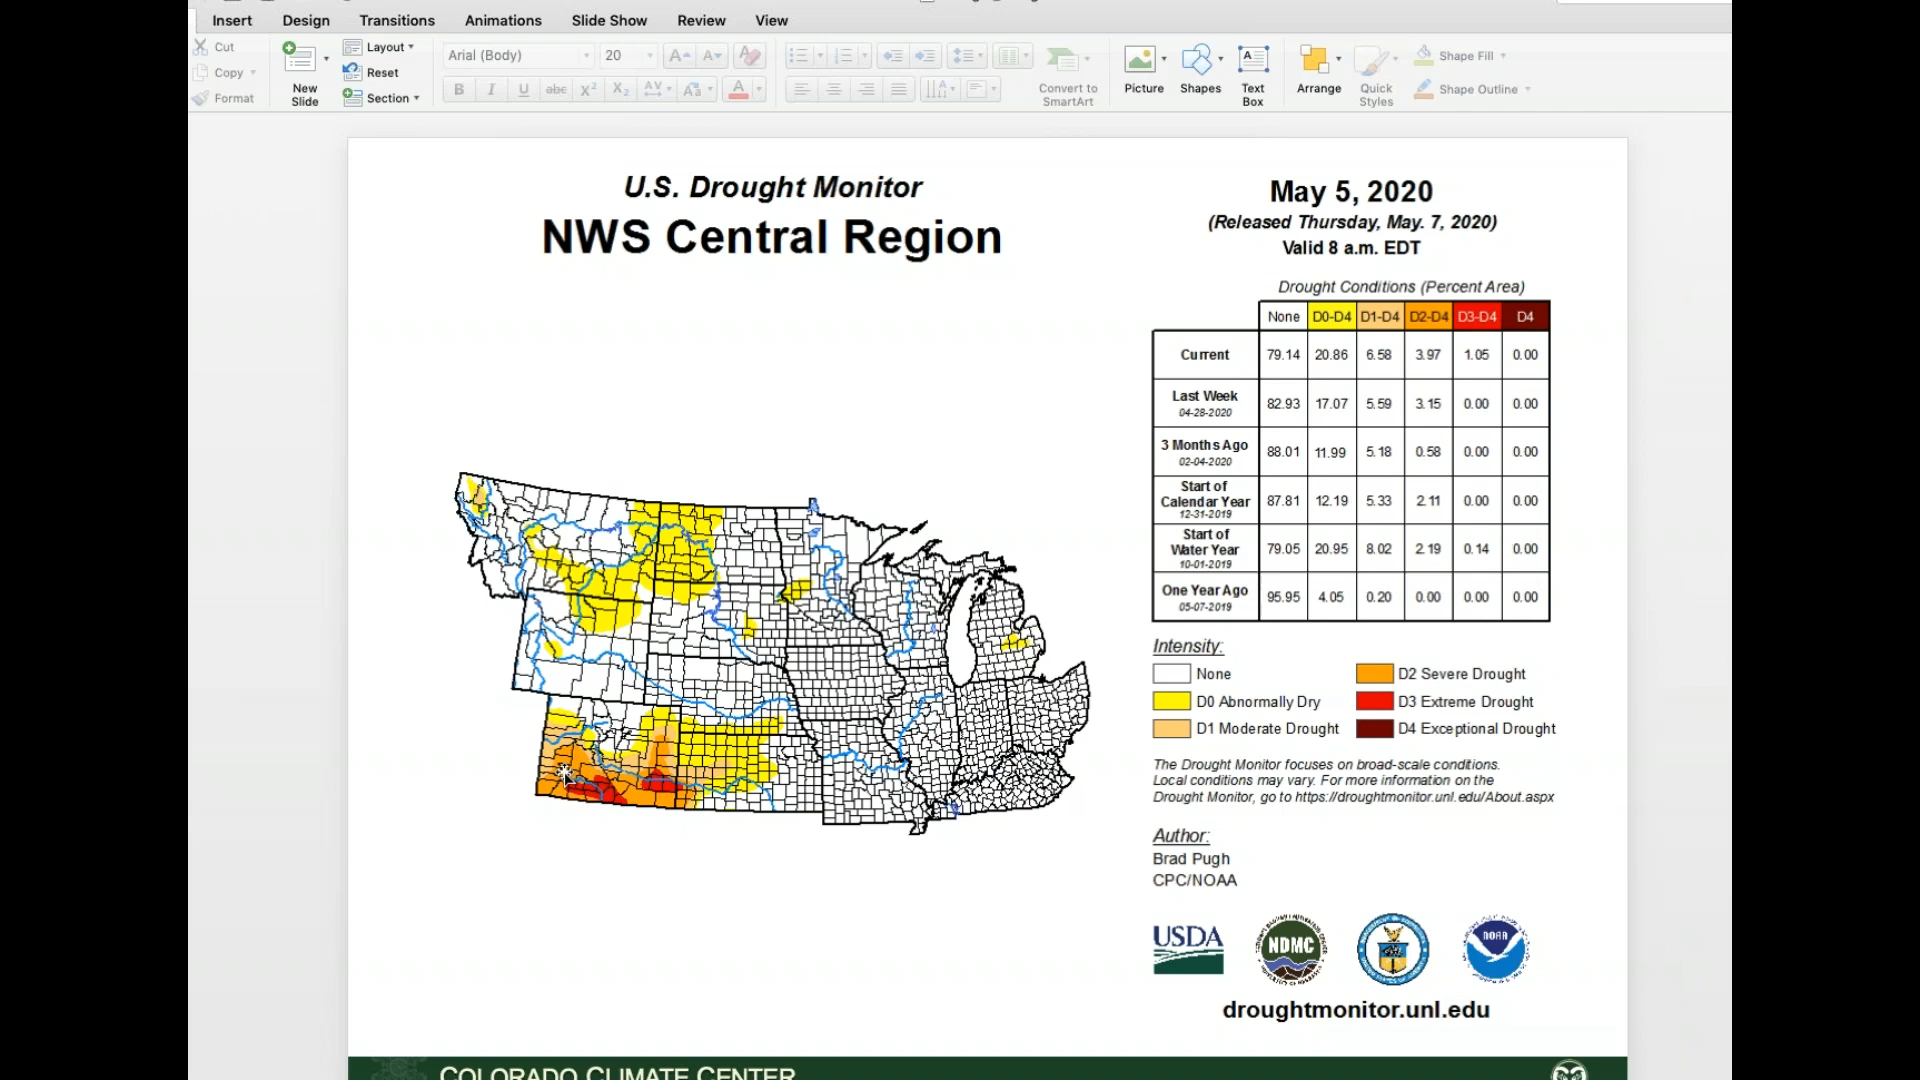 Insert Design Transitions Animations Slide Show Review View
Cut
Copy
Format
New Slide
Layout
Reset
Section
Arial (Body) 20
B I U abc X² X₂ AV Aa A
Convert to SmartArt
Picture Shapes Text Box
Arrange Quick Styles
Shape Fill
Shape Outline
U.S. Drought Monitor
NWS Central Region
May 5, 2020
(Released Thursday, May. 7, 2020)
Valid 8 a.m. EDT
Drought Conditions (Percent Area)
None D0-D4 D1-D4 D2-D4 D3-D4 D4
Current 79.14 20.86 6.58 3.97 1.05 0.00
Last Week 04-28-2020 82.93 17.07 5.59 3.15 0.00 0.00
3 Months Ago 02-04-2020 88.01 11.99 5.18 0.58 0.00 0.00
Start of Calendar Year 12-31-2019 87.81 12.19 5.33 2.11 0.00 0.00
Start of Water Year 10-01-2019 79.05 20.95 8.02 2.19 0.14 0.00
One Year Ago 05-07-2019 95.95 4.05 0.20 0.00 0.00 0.00
Intensity:
None D2 Severe Drought
D0 Abnormally Dry D3 Extreme Drought
D1 Moderate Drought D4 Exceptional Drought
The Drought Monitor focuses on broad-scale conditions.
Local conditions may vary. For more information on the
Drought Monitor, go to https://droughtmonitor.unl.edu/About.aspx
Author:
Brad Pugh
CPC/NOAA
USDA NDMC NOAA
droughtmonitor.unl.edu
COLORADO CLIMATE CENTER